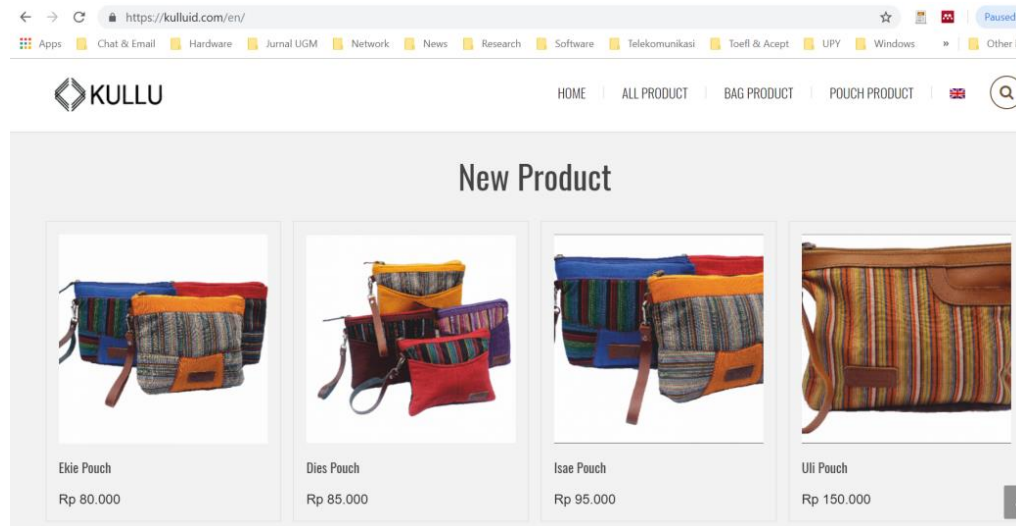 https://kulluid.com/en/
Paused
Apps Chat & Email Hardware Jurnal UGM Network News Research Software Telekomunikasi Toefl & Acept UPY Windows » Other
KULLU
HOME ALL PRODUCT BAG PRODUCT POUCH PRODUCT
New Product
Ekie Pouch Dies Pouch Isae Pouch Uli Pouch
Rp 80.000 Rp 85.000 Rp 95.000 Rp 150.000